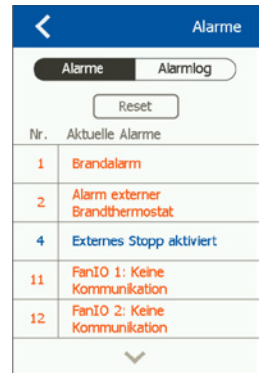 Alarme
Alarme Alarmlog
Reset
Nr. Aktuelle Alarme
1 Brandalarm
2 Alarm externer
Brandthermostat
4 Externes Stopp aktiviert
11 FanIO 1: Keine
Kommunikation
12 FanIO 2: Keine
Kommunikation